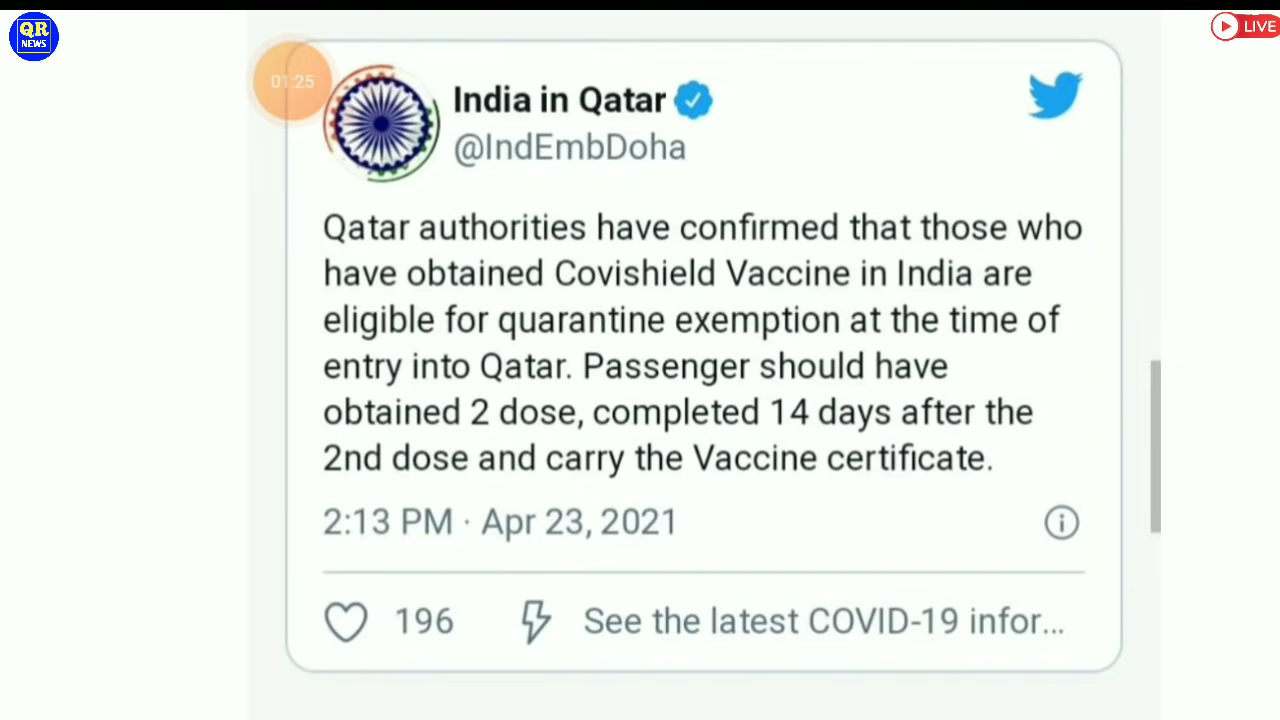 QR
NEWS
LIVE
01:25
India in Qatar
@IndEmbDoha
Qatar authorities have confirmed that those who
have obtained Covishield Vaccine in India are
eligible for quarantine exemption at the time of
entry into Qatar. Passenger should have
obtained 2 dose, completed 14 days after the
2nd dose and carry the Vaccine certificate.
2:13 PM · Apr 23, 2021
196
See the latest COVID-19 infor...